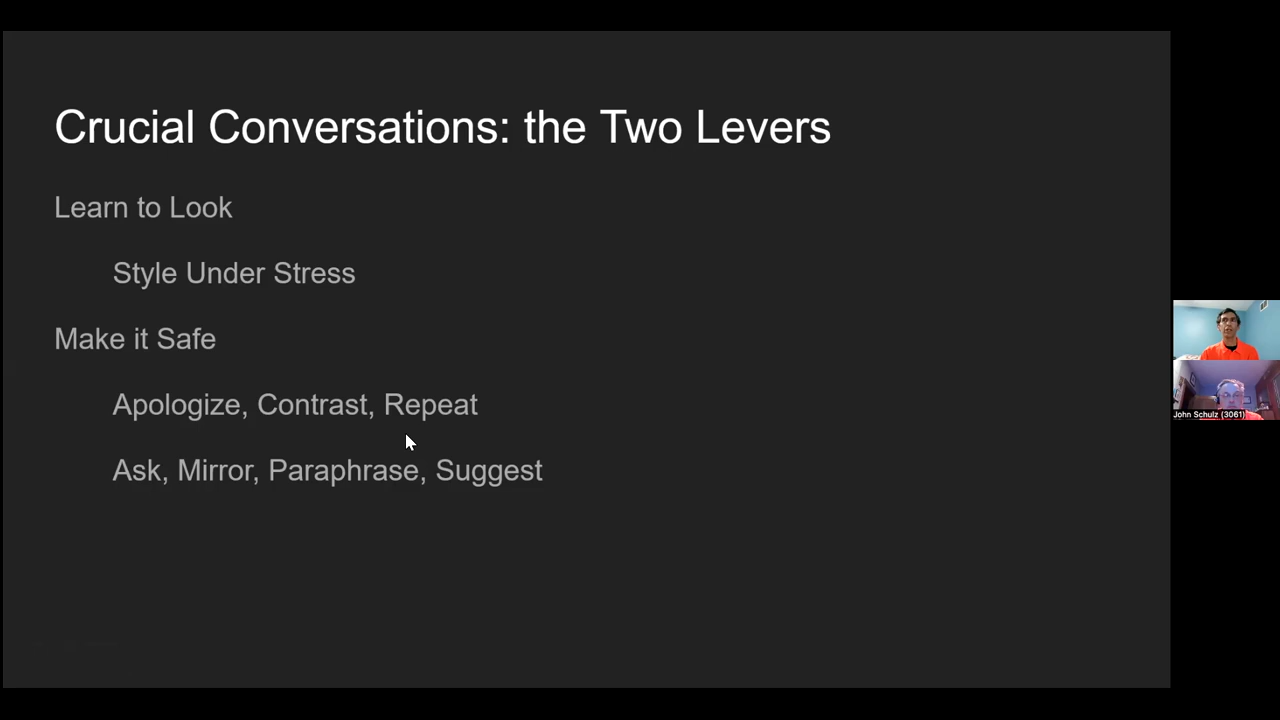 Crucial Conversations: the Two Levers
Learn to Look
Style Under Stress
Make it Safe
Apologize, Contrast, Repeat
Ask, Mirror, Paraphrase, Suggest
John Schulz (3061)